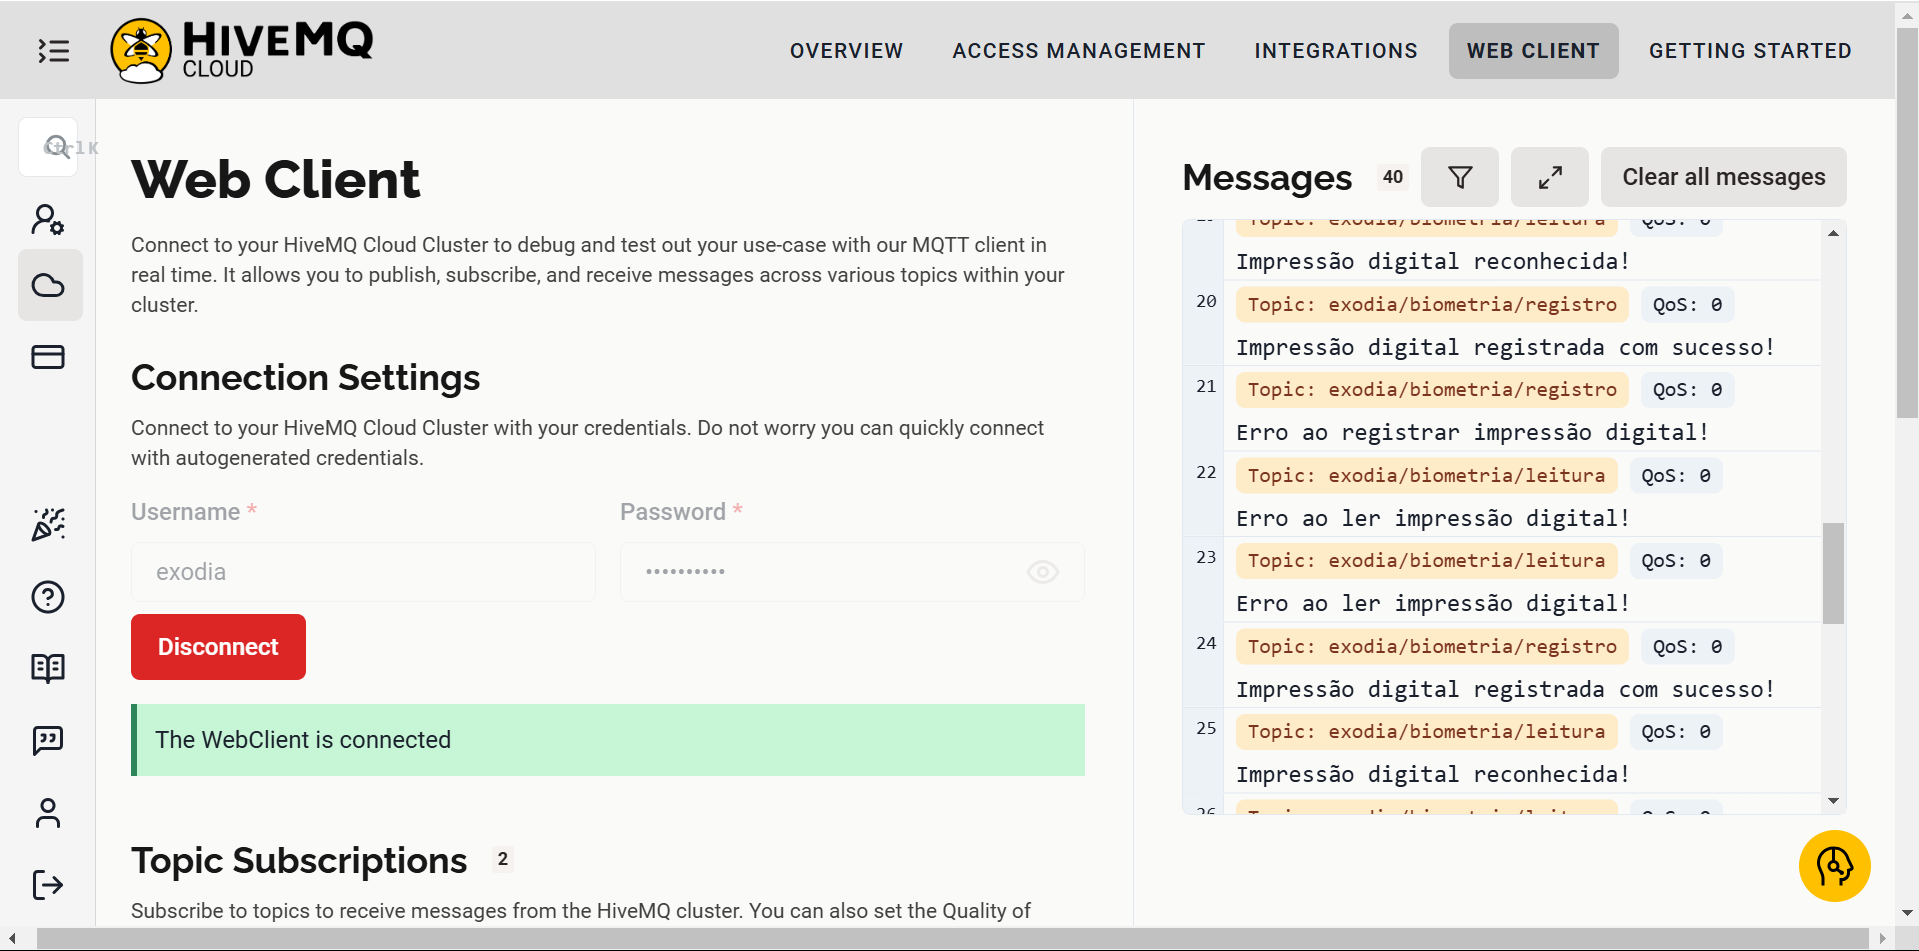 HiveMQ
CLOUD
OVERVIEW
ACCESS MANAGEMENT
INTEGRATIONS
WEB CLIENT
GETTING STARTED
Ctrl K
Web Client
Connect to your HiveMQ Cloud Cluster to debug and test out your use-case with our MQTT client in
real time. It allows you to publish, subscribe, and receive messages across various topics within your
cluster.
Connection Settings
Connect to your HiveMQ Cloud Cluster with your credentials. Do not worry you can quickly connect
with autogenerated credentials.
Username *
Password *
exodia
••••••••••
Disconnect
The WebClient is connected
Topic Subscriptions 2
Subscribe to topics to receive messages from the HiveMQ cluster. You can also set the Quality of
Messages 40
Clear all messages
Topic: exodia/biometria/leitura QoS: 0
Impressão digital reconhecida!
20 Topic: exodia/biometria/registro QoS: 0
Impressão digital registrada com sucesso!
21 Topic: exodia/biometria/registro QoS: 0
Erro ao registrar impressão digital!
22 Topic: exodia/biometria/leitura QoS: 0
Erro ao ler impressão digital!
23 Topic: exodia/biometria/leitura QoS: 0
Erro ao ler impressão digital!
24 Topic: exodia/biometria/registro QoS: 0
Impressão digital registrada com sucesso!
25 Topic: exodia/biometria/leitura QoS: 0
Impressão digital reconhecida!
26